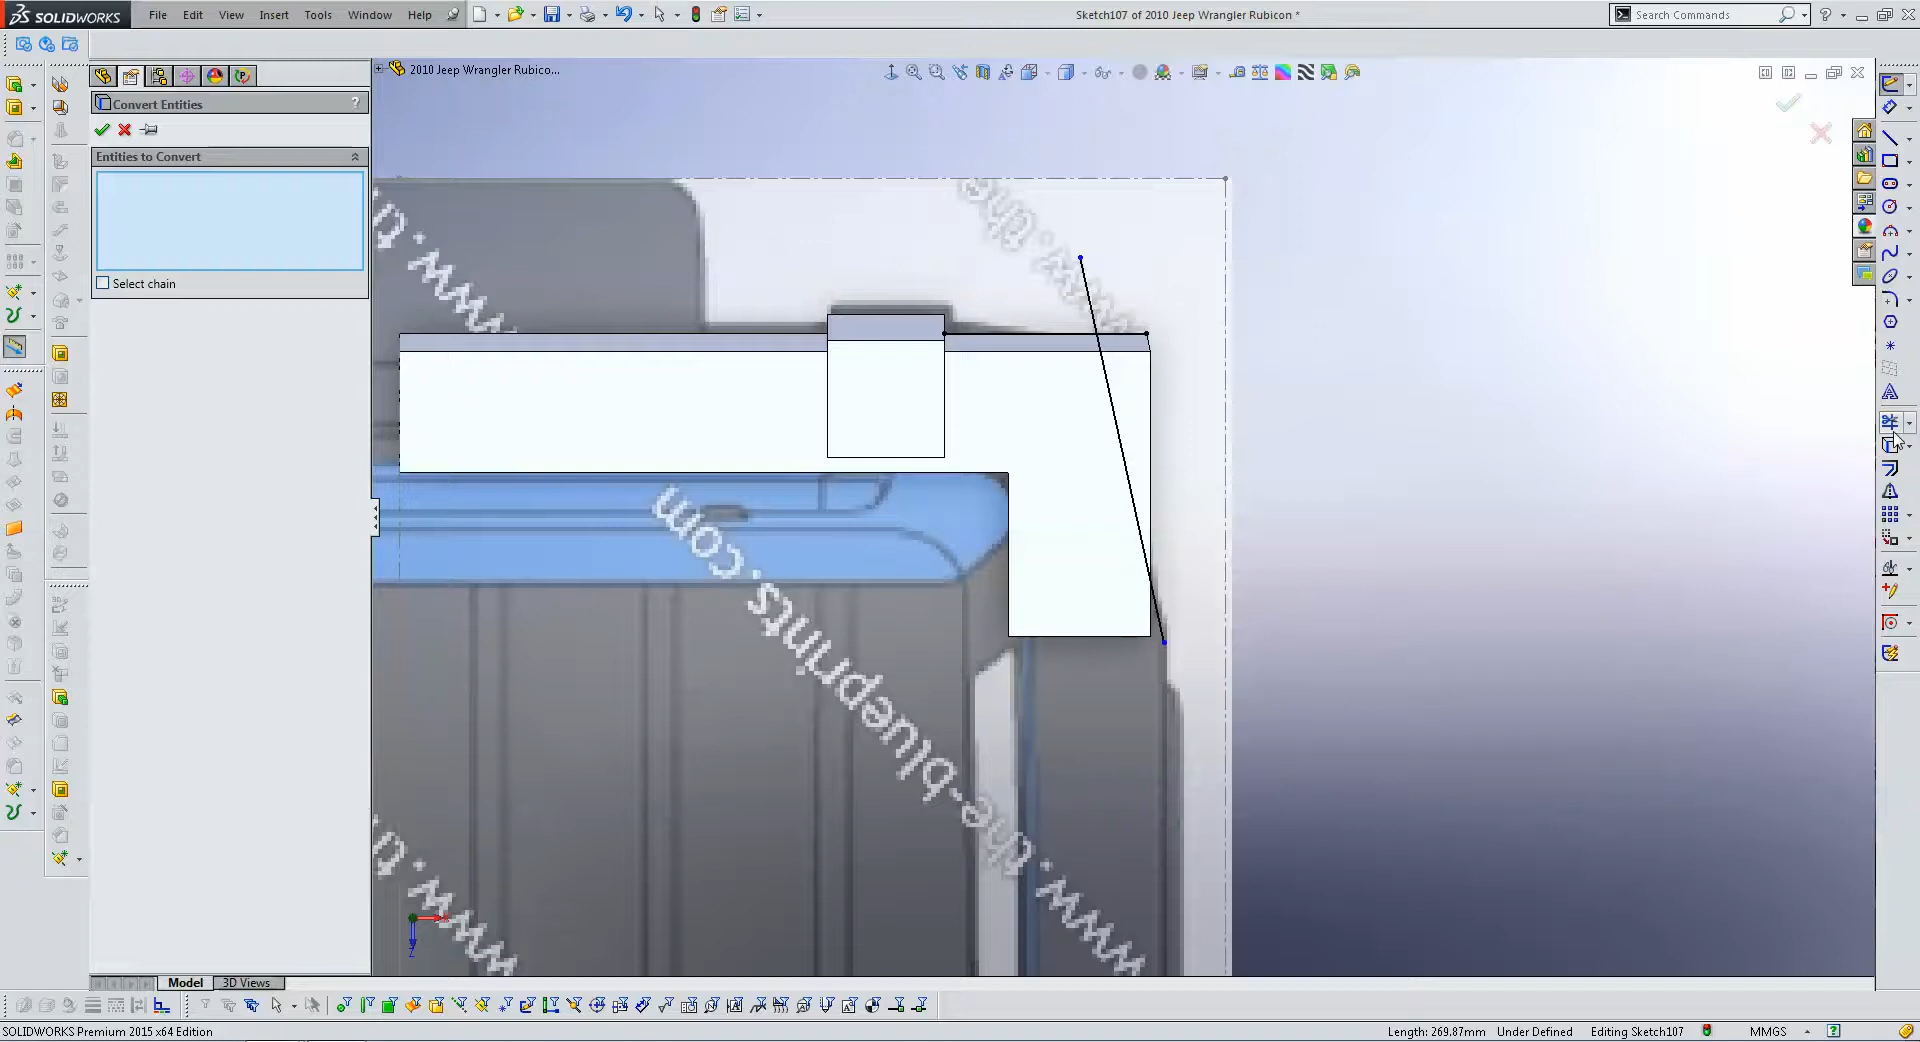 SOLIDWORKS File Edit View Insert Tools Window Help Sketch107 of 2010 Jeep Wrangler Rubicon * Search Commands
2010 Jeep Wrangler Rubico...
Convert Entities ?
Entities to Convert
Select chain
www.the-blueprints.com
Z
Model 3D Views
SOLIDWORKS Premium 2015 x64 Edition Length: 269.87mm Under Defined Editing Sketch107 MMGS